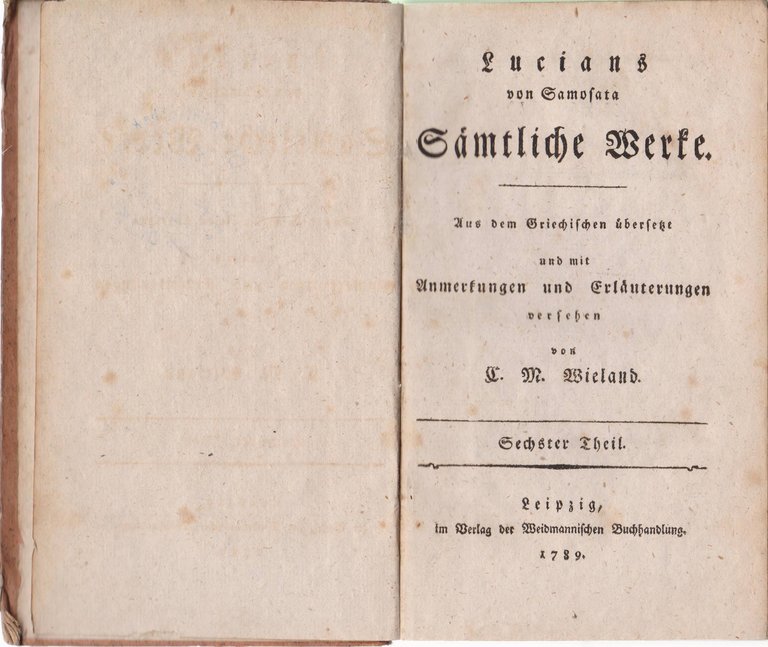 Lucians
von Samosata
Sämtliche Werke.
Aus dem Griechischen übersetzt
und mit
Anmerkungen und Erläuterungen
versehen
von
C. M. Wieland.
Sechster Theil.
Leipzig,
im Verlag der Weidmannischen Buchhandlung.
1789.